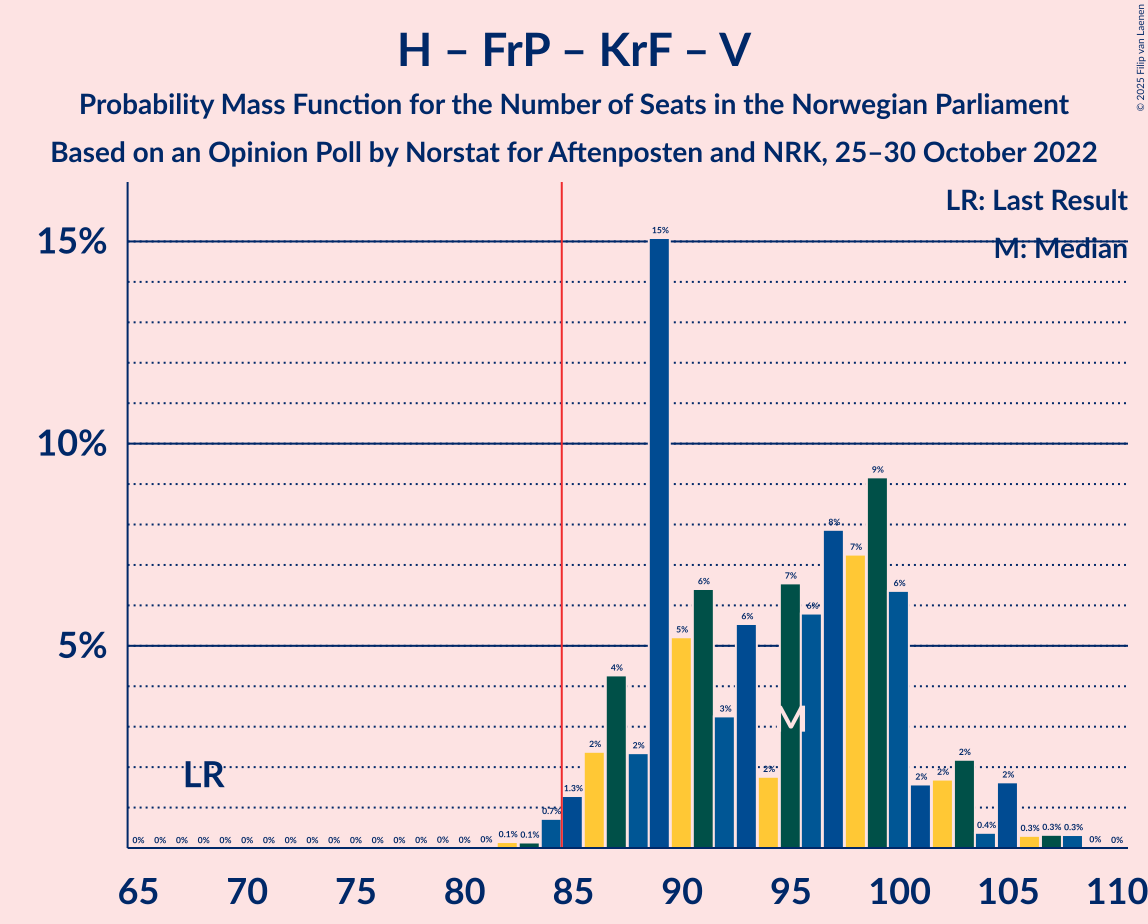 H – FrP – KrF – V
Probability Mass Function for the Number of Seats in the Norwegian Parliament
Based on an Opinion Poll by Norstat for Aftenposten and NRK, 25–30 October 2022
© 2025 Filip van Laenen
LR: Last Result
M: Median
15%
10%
5%
LR
M
0% 0% 0% 0% 0% 0% 0% 0% 0% 0% 0% 0% 0% 0% 0% 0% 0% 0.1% 0.1% 0.7% 1.3% 2% 4% 2% 15% 5% 6% 3% 6% 2% 7% 6% 8% 7% 9% 6% 2% 2% 2% 0.4% 2% 0.3% 0.3% 0.3% 0% 0%
65 70 75 80 85 90 95 100 105 110